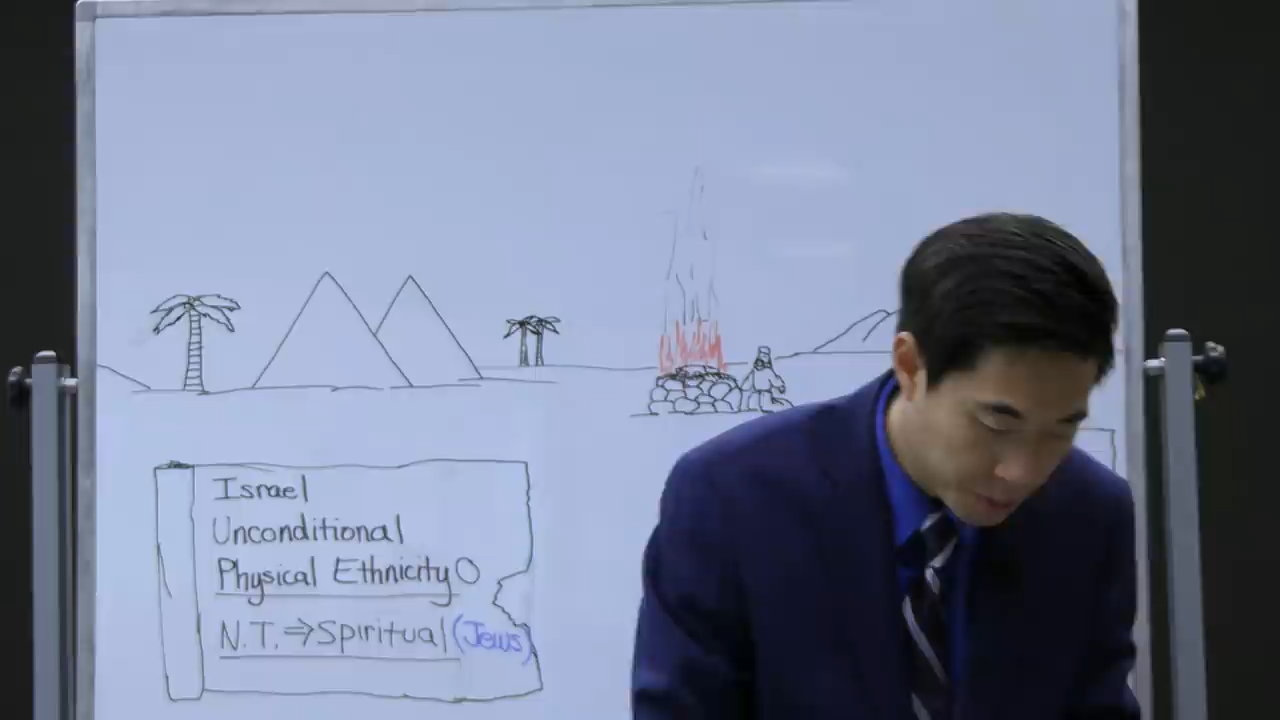 Israel
Unconditional
Physical Ethnicity O
N.T. ⇒ Spiritual (Jews)